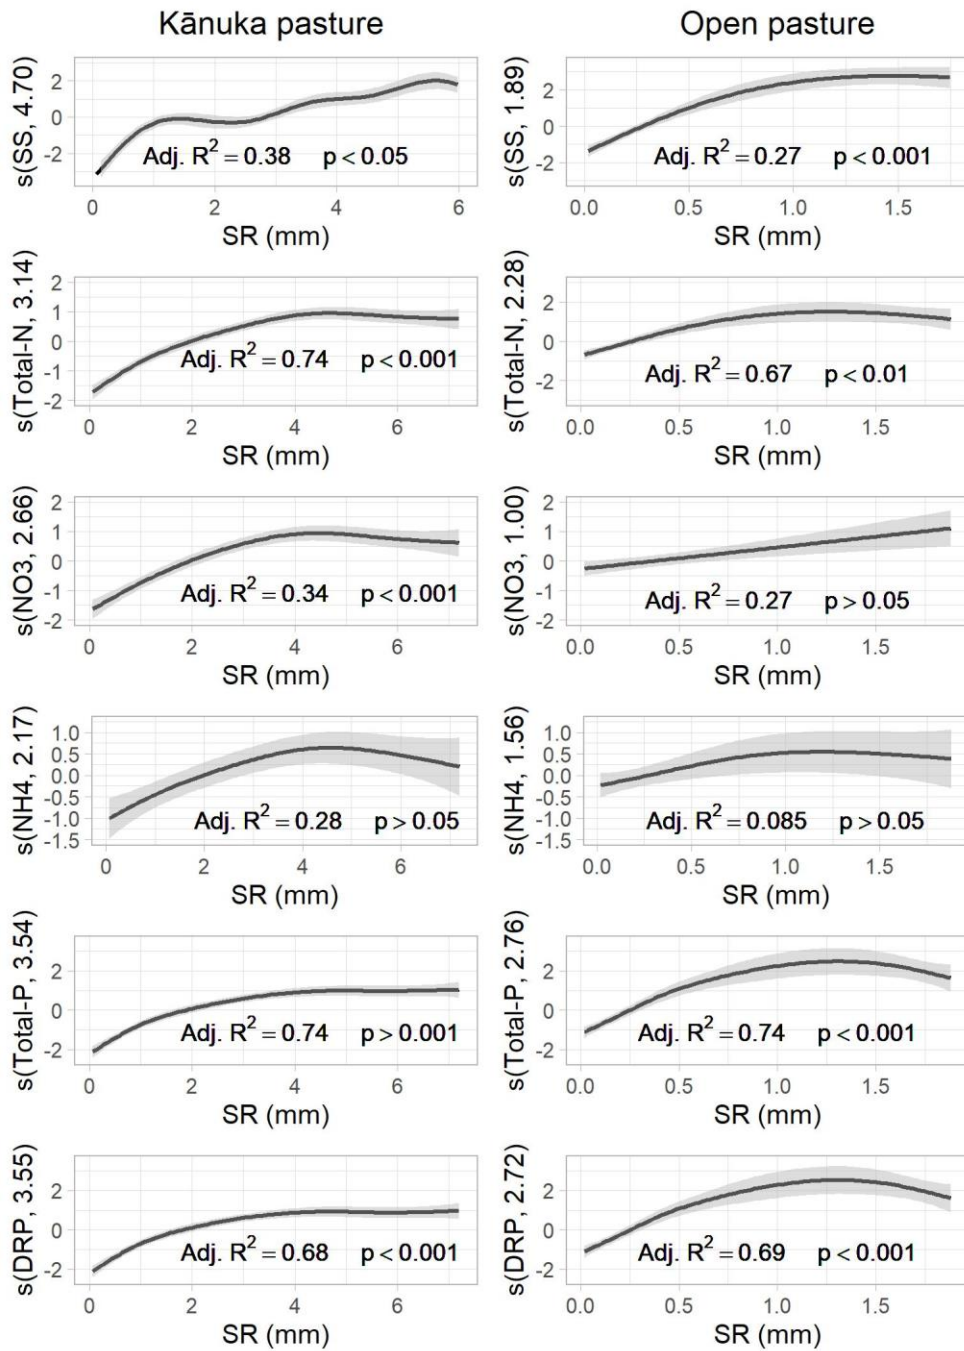 Kānuka pasture
Open pasture
s(SS, 4.70)
2
0
-2
Adj. R² = 0.38 p < 0.05
0 2 4 6
SR (mm)
s(SS, 1.89)
2
0
-2
Adj. R² = 0.27 p < 0.001
0.0 0.5 1.0 1.5
SR (mm)
s(Total-N, 3.14)
2
1
0
-1
-2
Adj. R² = 0.74 p < 0.001
0 2 4 6
SR (mm)
s(Total-N, 2.28)
2
0
-2
Adj. R² = 0.67 p < 0.01
0.0 0.5 1.0 1.5
SR (mm)
s(NO3, 2.66)
2
1
0
-1
-2
Adj. R² = 0.34 p < 0.001
0 2 4 6
SR (mm)
s(NO3, 1.00)
2
1
0
-1
-2
Adj. R² = 0.27 p > 0.05
0.0 0.5 1.0 1.5
SR (mm)
s(NH4, 2.17)
1.0
0.5
0.0
-0.5
-1.0
-1.5
Adj. R² = 0.28 p > 0.05
0 2 4 6
SR (mm)
s(NH4, 1.56)
1.0
0.5
0.0
-0.5
-1.0
-1.5
Adj. R² = 0.085 p > 0.05
0.0 0.5 1.0 1.5
SR (mm)
s(Total-P, 3.54)
2
0
-2
Adj. R² = 0.74 p > 0.001
0 2 4 6
SR (mm)
s(Total-P, 2.76)
2
0
-2
Adj. R² = 0.74 p < 0.001
0.0 0.5 1.0 1.5
SR (mm)
s(DRP, 3.55)
2
0
-2
Adj. R² = 0.68 p < 0.001
0 2 4 6
SR (mm)
s(DRP, 2.72)
2
0
-2
Adj. R² = 0.69 p < 0.001
0.0 0.5 1.0 1.5
SR (mm)